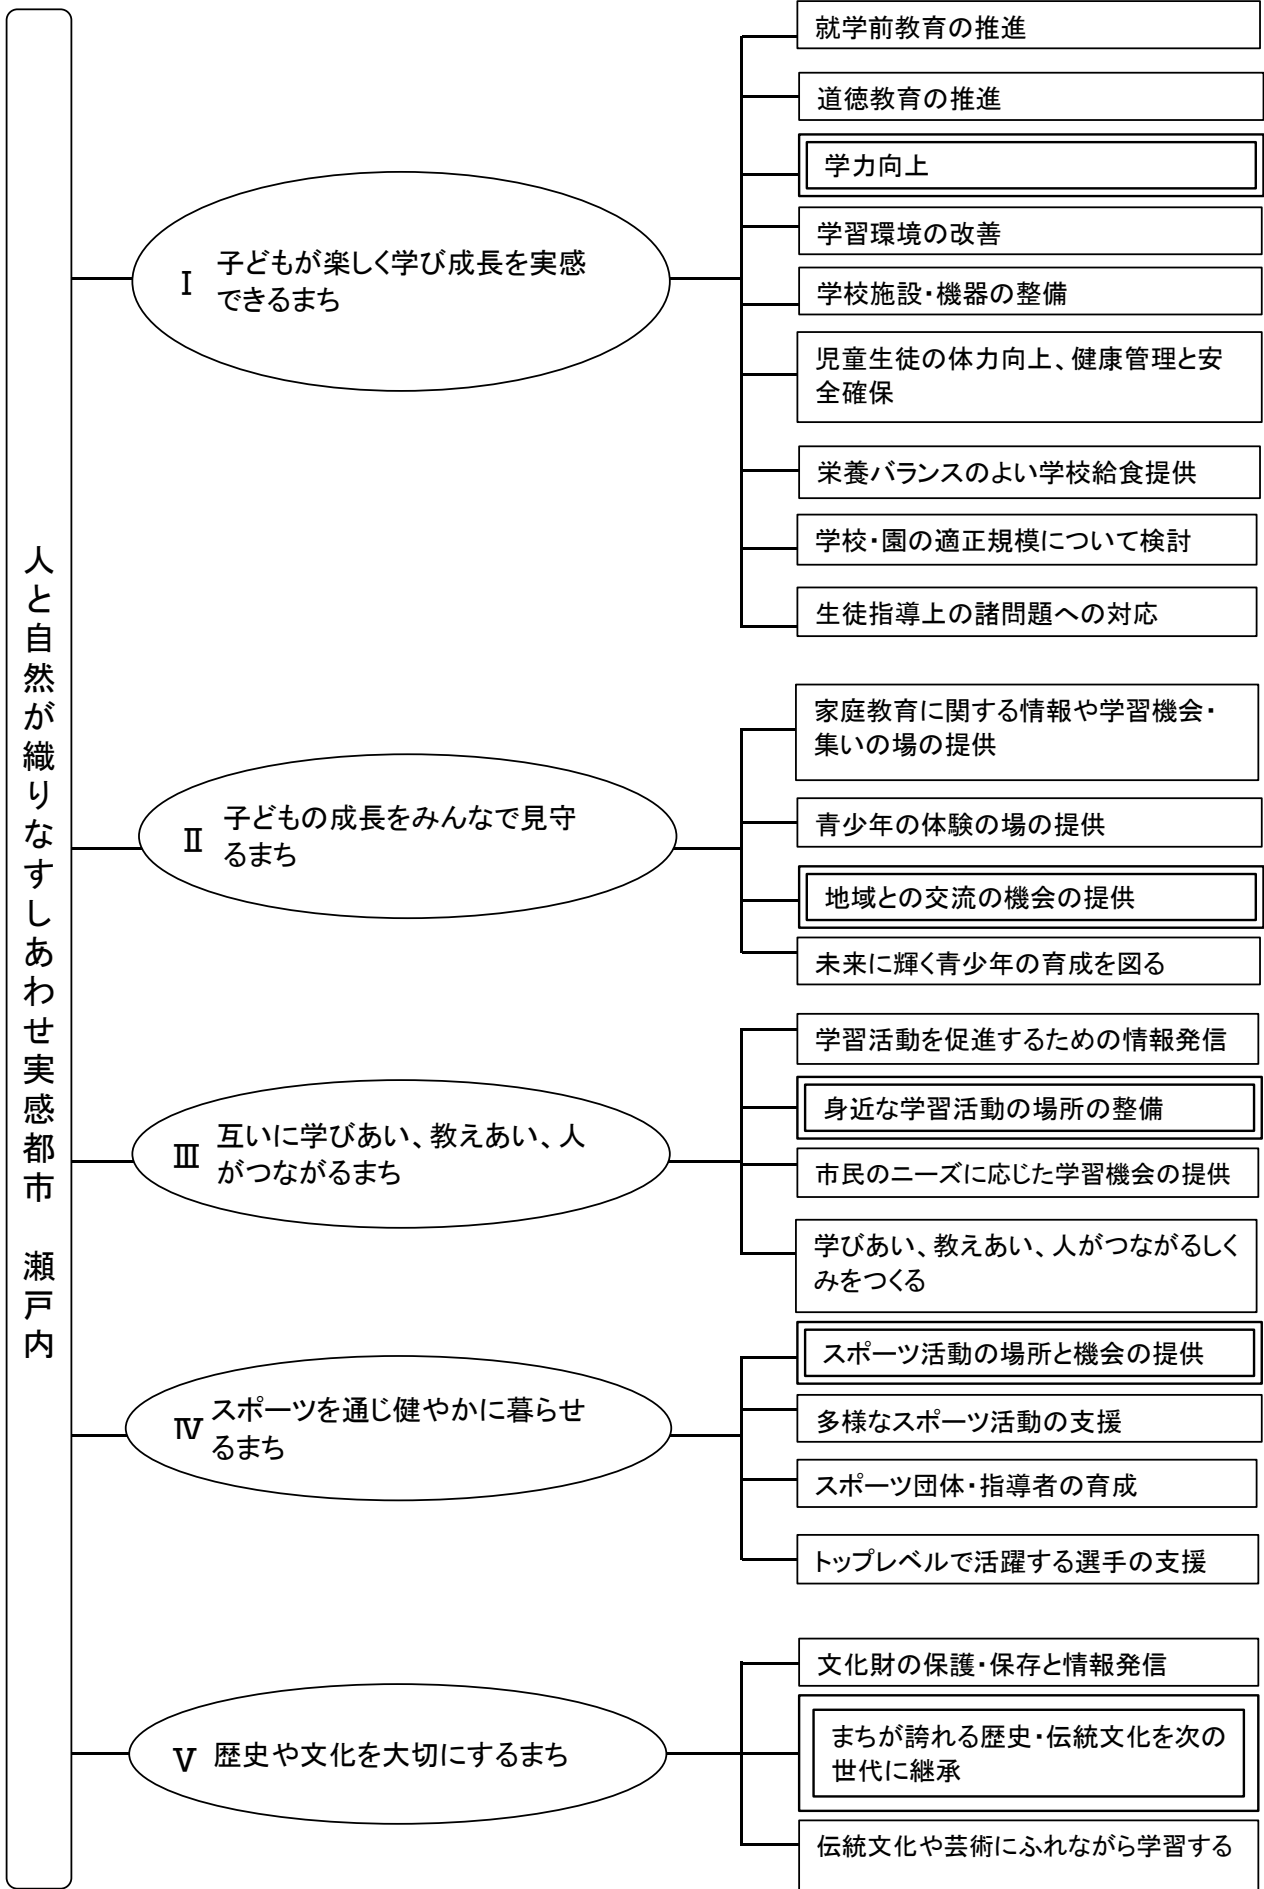 人と自然が織りなすしあわせ実感都市　瀬戸内
Ⅰ
子どもが楽しく学び成長を実感
できるまち
就学前教育の推進
道徳教育の推進
学力向上
学習環境の改善
学校施設・機器の整備
児童生徒の体力向上、健康管理と安
全確保
栄養バランスのよい学校給食提供
学校・園の適正規模について検討
生徒指導上の諸問題への対応
Ⅱ
子どもの成長をみんなで見守
るまち
家庭教育に関する情報や学習機会・
集いの場の提供
青少年の体験の場の提供
地域との交流の機会の提供
未来に輝く青少年の育成を図る
Ⅲ
互いに学びあい、教えあい、人
がつながるまち
学習活動を促進するための情報発信
身近な学習活動の場所の整備
市民のニーズに応じた学習機会の提供
学びあい、教えあい、人がつながるしく
みをつくる
Ⅳ
スポーツを通じ健やかに暮らせ
るまち
スポーツ活動の場所と機会の提供
多様なスポーツ活動の支援
スポーツ団体・指導者の育成
トップレベルで活躍する選手の支援
Ⅴ 歴史や文化を大切にするまち
文化財の保護・保存と情報発信
まちが誇れる歴史・伝統文化を次の
世代に継承
伝統文化や芸術にふれながら学習する